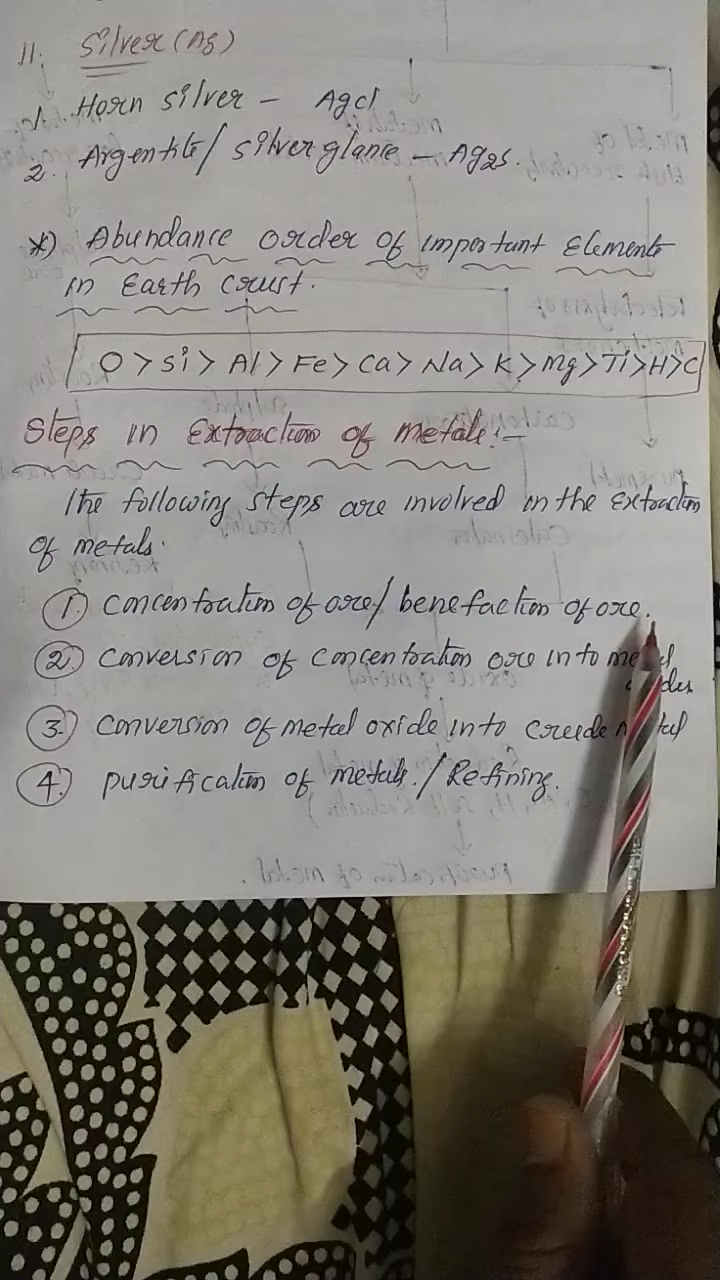 11. Silver (Ag)
1. Horn silver - Agcl
2. Argentite/ silver glance - Ag2s.
*) Abundance order of important Elements
in Earth crust.
O > Si > Al > Fe > Ca > Na > K > Mg > Ti > H > C
Steps in Extraction of metals:-
The following steps are involved in the Extraction
of metals.
1. concentration of ore/ benefaction of ore.
2. conversion of concentration ore into
3. conversion of metal oxide into crude
4. purification of metals./Refining.